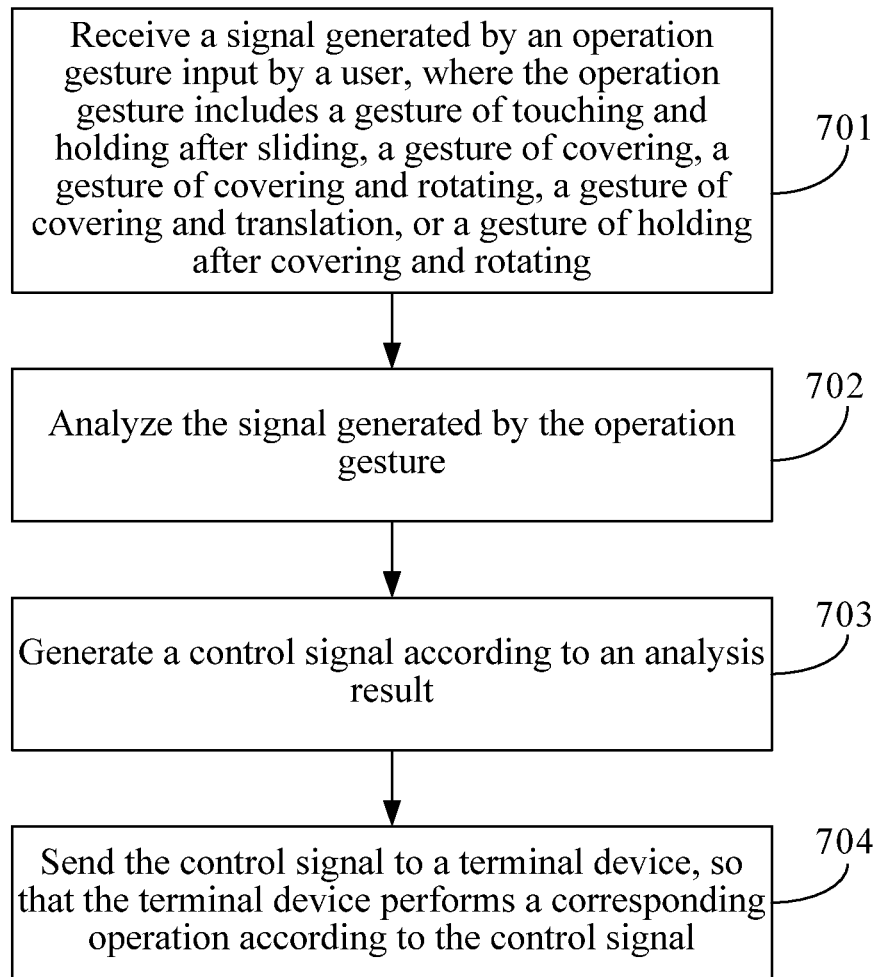 Receive a signal generated by an operation
gesture input by a user, where the operation
gesture includes a gesture of touching and
holding after sliding, a gesture of covering, a
gesture of covering and rotating, a gesture of
covering and translation, or a gesture of holding
after covering and rotating
701
Analyze the signal generated by the operation
gesture
702
Generate a control signal according to an analysis
result
703
Send the control signal to a terminal device, so
that the terminal device performs a corresponding
operation according to the control signal
704